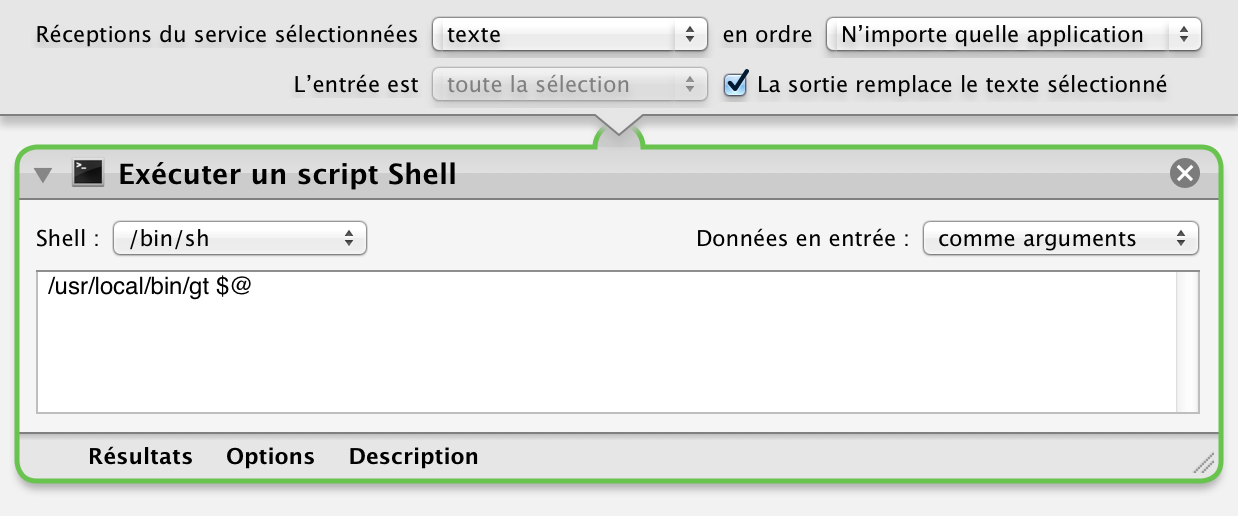 Réceptions du service sélectionnées texte en ordre N’importe quelle application
L’entrée est toute la sélection La sortie remplace le texte sélectionné
Exécuter un script Shell
Shell : /bin/sh Données en entrée : comme arguments
/usr/local/bin/gt $@
Résultats Options Description